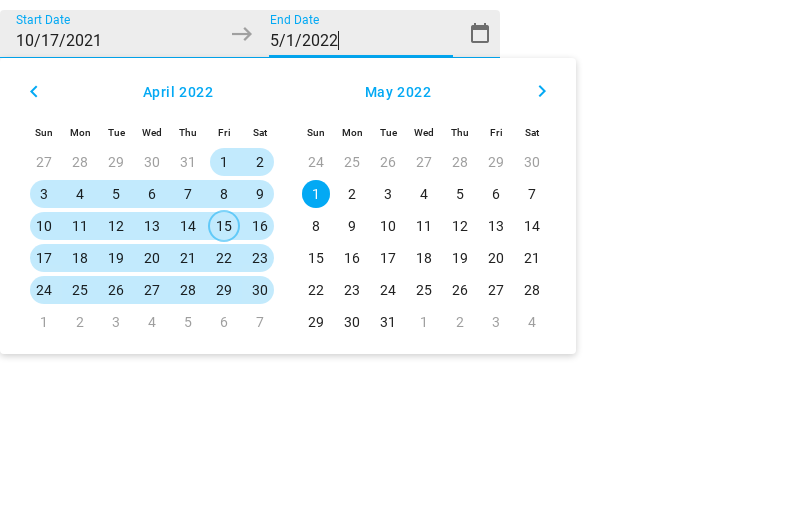 Start Date End Date
10/17/2021 5/1/2022
April 2022 May 2022
Sun Mon Tue Wed Thu Fri Sat Sun Mon Tue Wed Thu Fri Sat
27 28 29 30 31 1 2 24 25 26 27 28 29 30
3 4 5 6 7 8 9 1 2 3 4 5 6 7
10 11 12 13 14 15 16 8 9 10 11 12 13 14
17 18 19 20 21 22 23 15 16 17 18 19 20 21
24 25 26 27 28 29 30 22 23 24 25 26 27 28
1 2 3 4 5 6 7 29 30 31 1 2 3 4